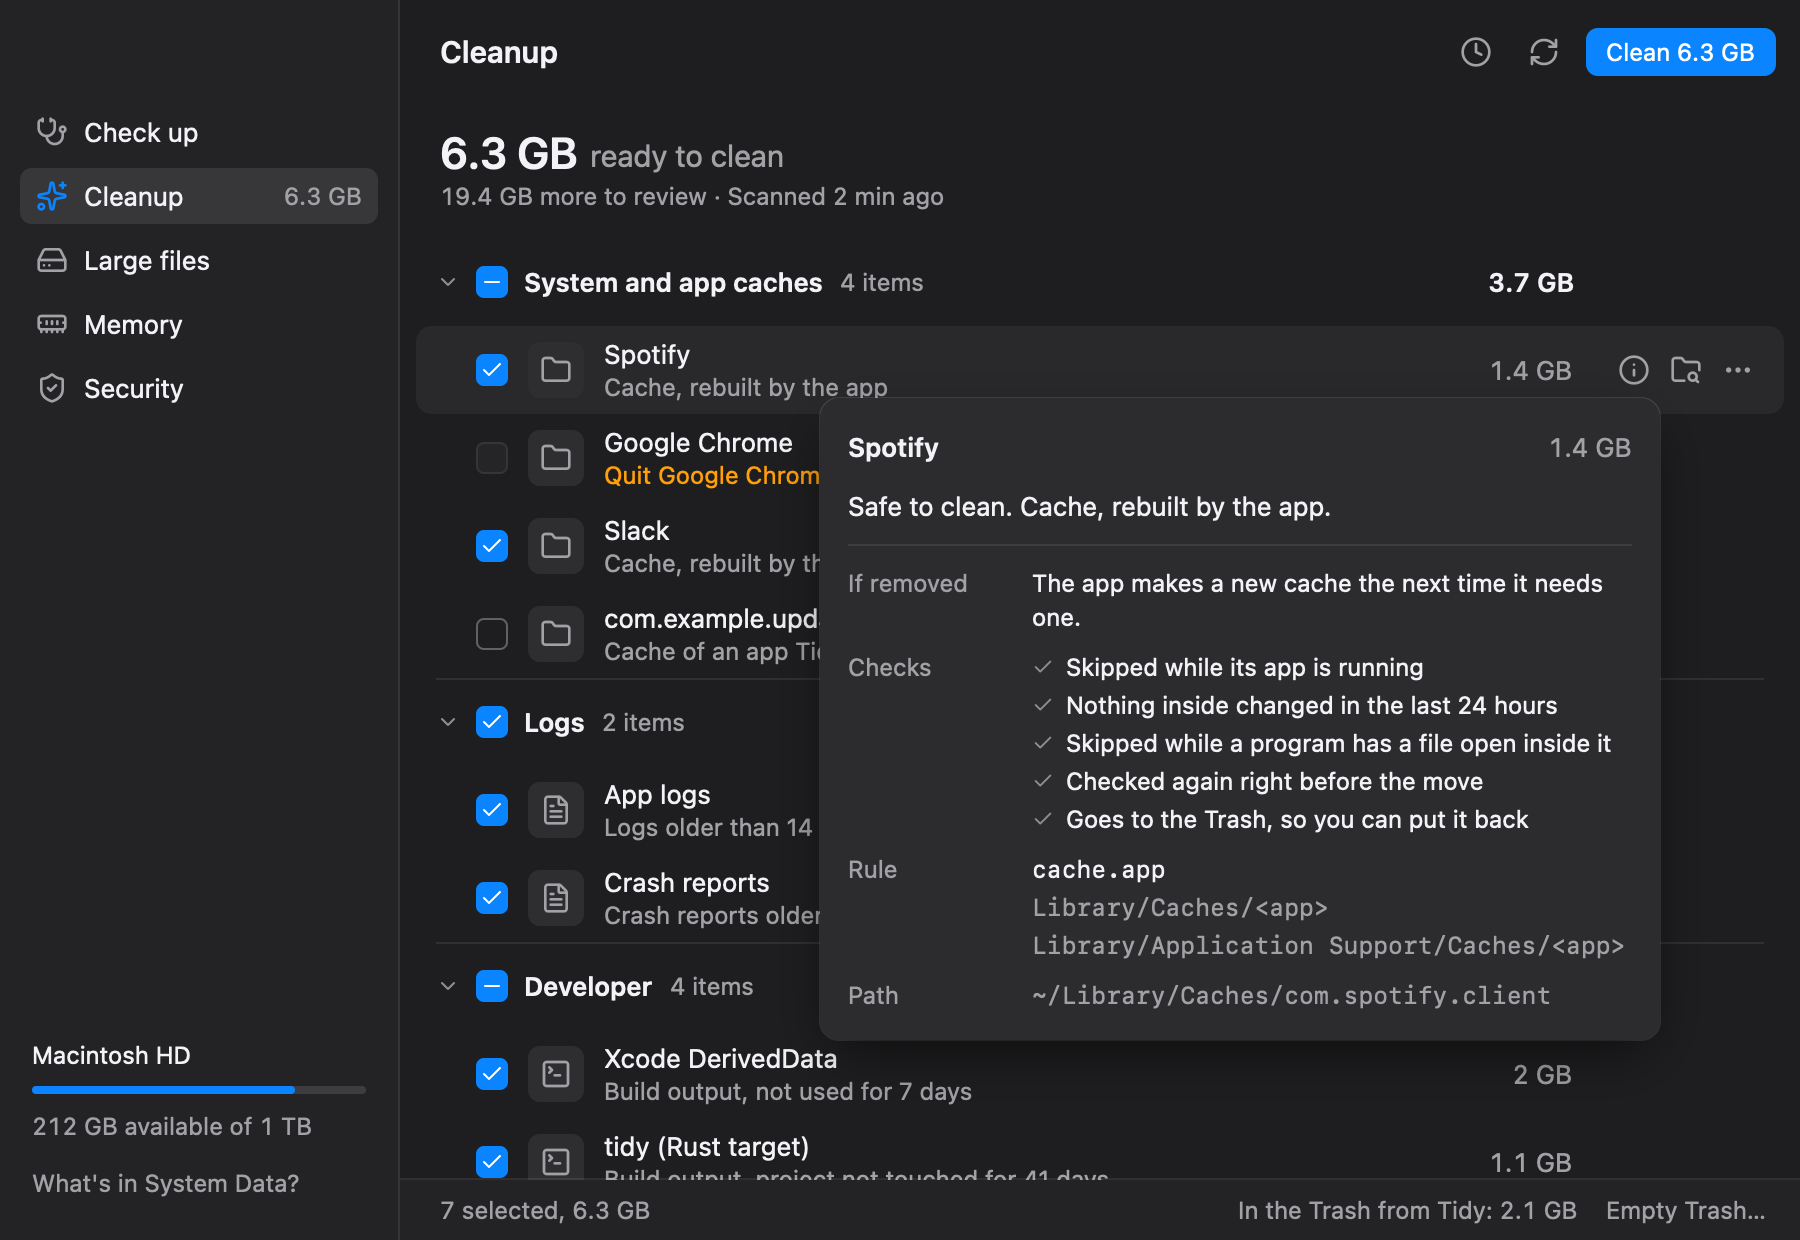 Cleanup
Clean 6.3 GB
Check up
Cleanup 6.3 GB
Large files
Memory
Security
Macintosh HD
212 GB available of 1 TB
What's in System Data?
6.3 GB ready to clean
19.4 GB more to review · Scanned 2 min ago
System and app caches 4 items 3.7 GB
Spotify
Cache, rebuilt by the app
1.4 GB
Google Chrome
Quit Google Chrom
Slack
Cache, rebuilt by th
com.example.upd
Cache of an app Tid
Logs 2 items
App logs
Logs older than 14
Crash reports
Crash reports older
Developer 4 items
Xcode DerivedData
Build output, not used for 7 days
2 GB
tidy (Rust target)
Build output, project not touched for 41 days
1.1 GB
Spotify 1.4 GB
Safe to clean. Cache, rebuilt by the app.
If removed The app makes a new cache the next time it needs
one.
Checks Skipped while its app is running
Nothing inside changed in the last 24 hours
Skipped while a program has a file open inside it
Checked again right before the move
Goes to the Trash, so you can put it back
Rule cache.app
Library/Caches/<app>
Library/Application Support/Caches/<app>
Path ~/Library/Caches/com.spotify.client
7 selected, 6.3 GB
In the Trash from Tidy: 2.1 GB Empty Trash...